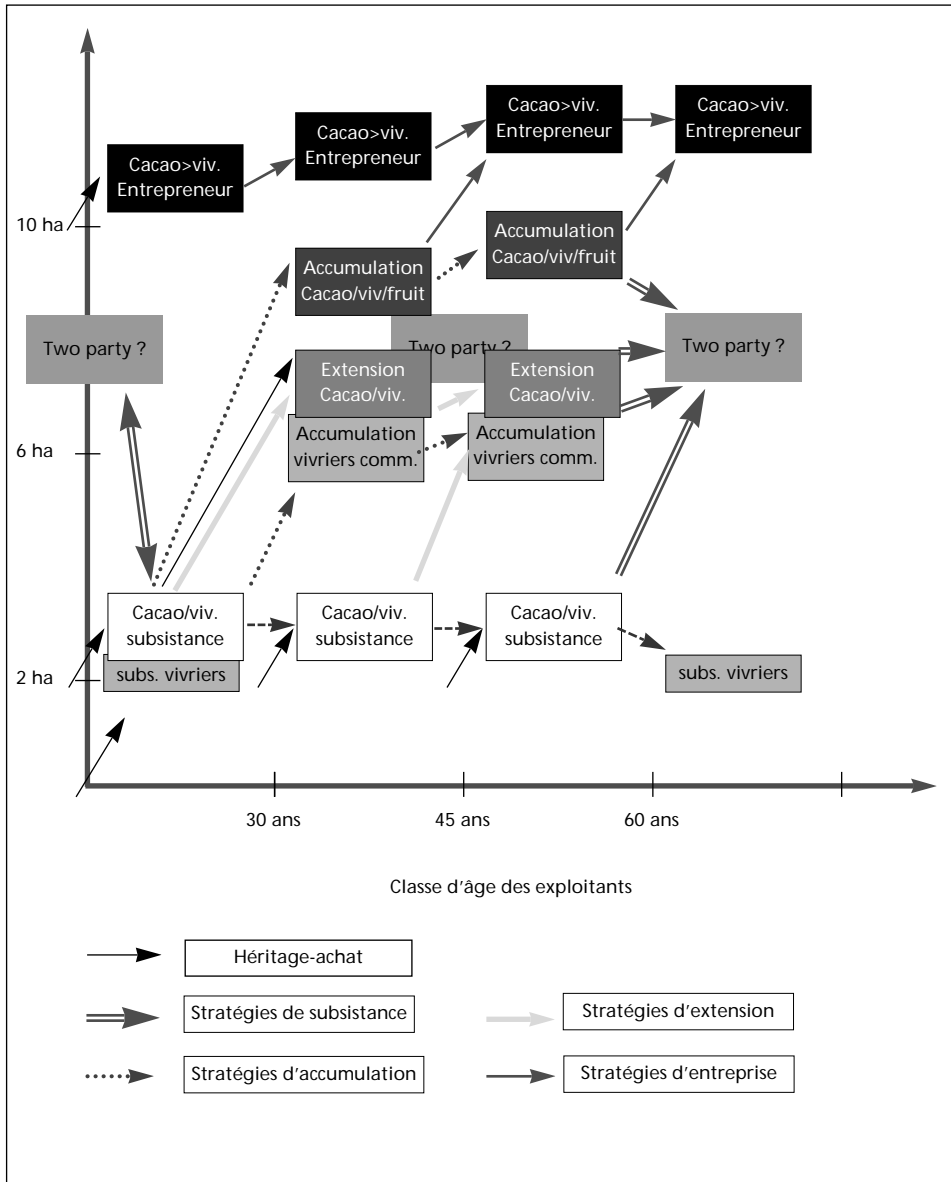 Cacao>viv.
Entrepreneur
Cacao>viv.
Entrepreneur
Cacao>viv.
Entrepreneur
Cacao>viv.
Entrepreneur
10 ha
Accumulation
Cacao/viv/fruit
Accumulation
Cacao/viv/fruit
Two party ?
Two party ?
Two party ?
Extension
Cacao/viv.
Extension
Cacao/viv.
6 ha
Accumulation
vivriers comm.
Accumulation
vivriers comm.
Cacao/viv.
subsistance
Cacao/viv.
subsistance
Cacao/viv.
subsistance
2 ha
subs. vivriers
subs. vivriers
30 ans
45 ans
60 ans
Classe d'âge des exploitants
Héritage-achat
Stratégies de subsistance
Stratégies d'extension
Stratégies d'accumulation
Stratégies d'entreprise